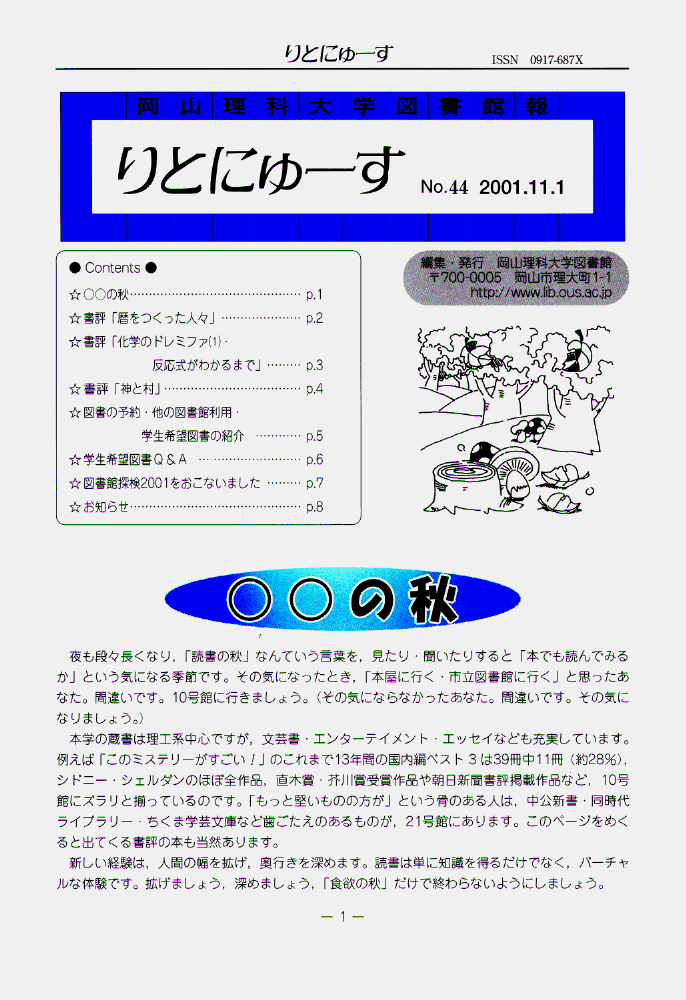 りとにゅーす
ISSN 0917-687X
岡山理科大学図書館報
りとにゅーす
No.44 2001.11.1
● Contents ●
☆○○の秋…………………………………… p.1
☆書評「暦をつくった人々」 ………………… p.2
☆書評「化学のドレミファ(1)・
反応式がわかるまで」……… p.3
☆書評「神と村」…………………………… p.4
☆図書の予約・他の図書館利用・
学生希望図書の紹介 ………… p.5
☆学生希望図書Q&A …………………… p.6
☆図書館探検2001をおこないました ……… p.7
☆お知らせ…………………………………… p.8
編集・発行 岡山理科大学図書館
〒700-0005 岡山市理大町1-1
http://www.lib.ous.ac.jp
○○の秋
夜も段々長くなり,「読書の秋」なんていう言葉を,見たり・聞いたりすると「本でも読んでみる
か」という気になる季節です。その気になったとき,「本屋に行く・市立図書館に行く」と思ったあ
なた。間違いです。10号館に行きましょう。(その気にならなかったあなた。間違いです。その気に
なりましょう。)
本学の蔵書は理工系中心ですが,文芸書・エンターテイメント・エッセイなども充実しています。
例えば「このミステリーがすごい!」のこれまで13年間の国内編ベスト3は39冊中11冊(約28%),
シドニー・シェルダンのほぼ全作品,直木賞・芥川賞受賞作品や朝日新聞書評掲載作品など,10号
館にズラリと揃っているのです。「もっと堅いものの方が」という骨のある人は,中公新書・同時代
ライブラリー・ちくま学芸文庫など歯ごたえのあるものが,21号館にあります。このページをめく
ると出てくる書評の本も当然あります。
新しい経験は,人間の幅を拡げ,奥行きを深めます。読書は単に知識を得るだけでなく,バーチャ
ルな体験です。拡げましょう,深めましょう,「食欲の秋」だけで終わらないようにしましょう。
― 1 ―